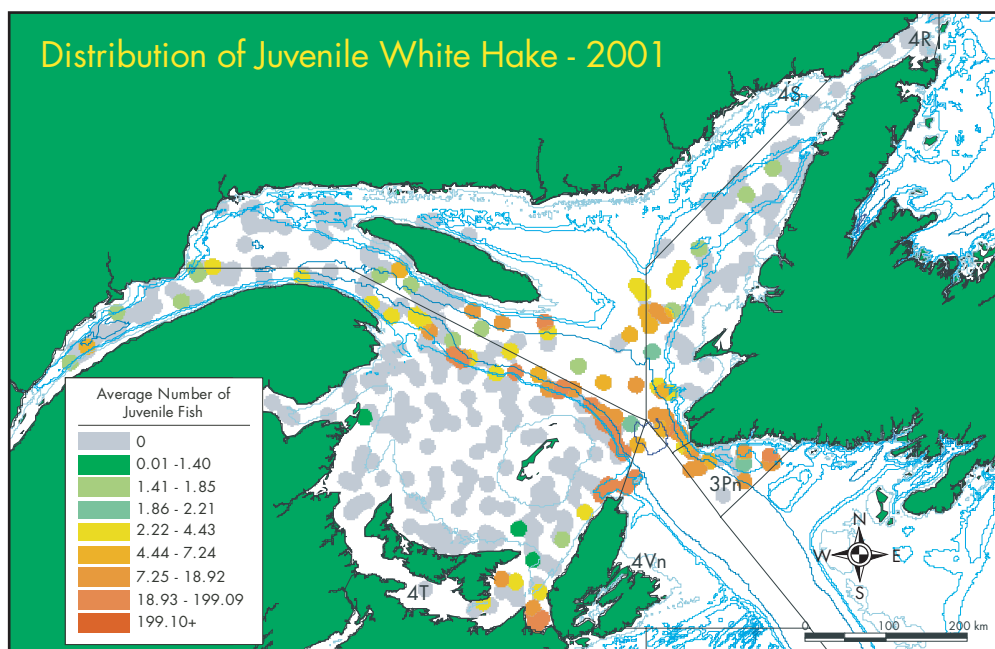 Distribution of Juvenile White Hake - 2001
4R
4S
Average Number of
Juvenile Fish
0
0.01 -1.40
1.41 - 1.85
1.86 - 2.21
2.22 - 4.43
4.44 - 7.24
7.25 - 18.92
18.93 - 199.09
199.10+
3Pn
4Vn
4T
N
W E
S
0 100 200 km